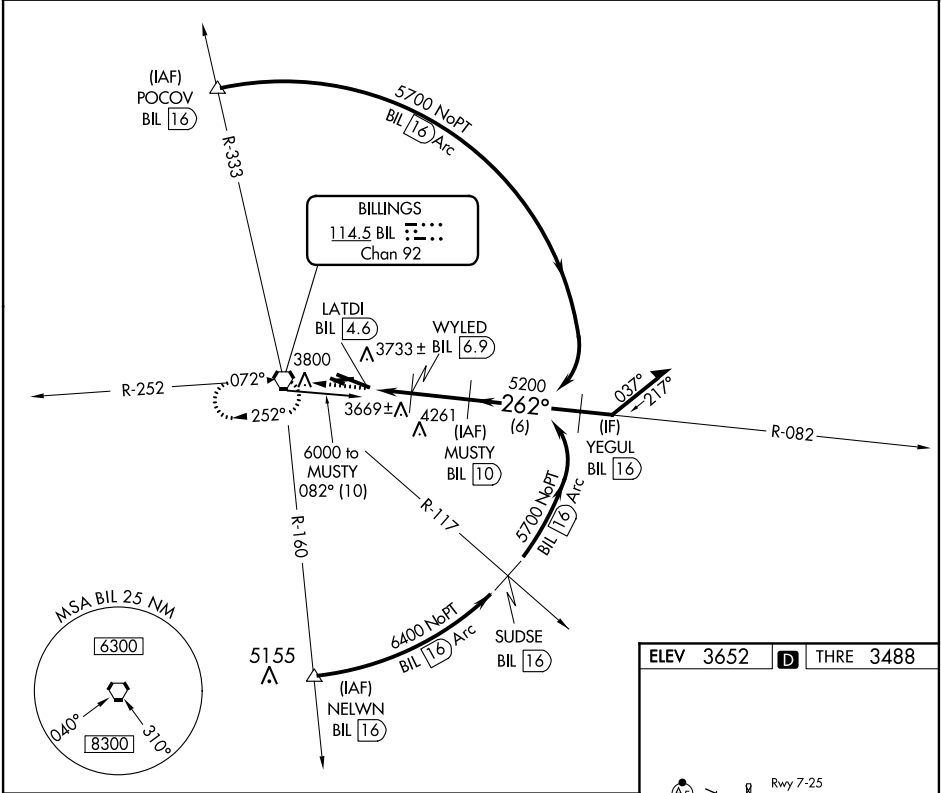 (IAF)
POCOV
BIL 16
5700 NoPT
BIL 16 Arc
R-333
BILLINGS
114.5 BIL
Chan 92
LATDI
BIL 4.6
WYLED
BIL 6.9
3733 ±
3800
R-252
072°
252°
3669 ±
4261
5200
262°
(6)
037°
217°
(IAF)
MUSTY
BIL 10
(IF)
YEGUL
BIL 16
R-082
6000 to
MUSTY
082° (10)
R-117
R-160
5700 NoPT
BIL 16 Arc
6400 NoPT
BIL 16 Arc
SUDSE
BIL 16
5155
(IAF)
NELWN
BIL 16
MSA BIL 25 NM
6300
040°
310°
8300
ELEV 3652 D THRE 3488
Rwy 7-25